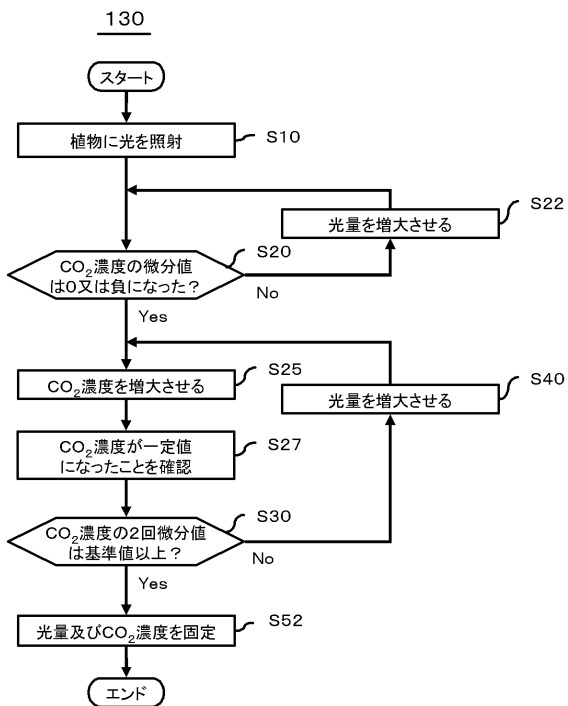 130
スタート
植物に光を照射
S10
光量を増大させる
S22
CO₂濃度の微分値
は0又は負になった?
S20
No
Yes
CO₂濃度を増大させる
S25
光量を増大させる
S40
CO₂濃度が一定値
になったことを確認
S27
CO₂濃度の2回微分値
は基準値以上?
S30
No
Yes
光量及びCO₂濃度を固定
S52
エンド